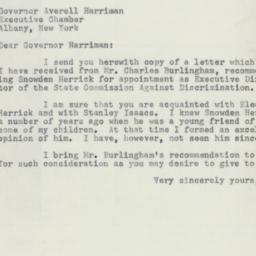 Governor Averell Harriman
Executive Chamber
Albany, New York
Dear Governor Harriman:
I send you herewith copy of a letter which
I have received from Mr. Charles Burlingham, recomme
ing Snowden Herrick for appointment as Executive Di
tor of the State Commission Against Discrimination.
I am sure that you are acquainted with Ele
Herrick and with Stanley Isaacs. I knew Snowden Her
a number of years ago when he was a young friend of
some of my children. At that time I formed an excel
opinion of him. I have, however, not seen him since
I bring Mr. Burlingham's recommendation to
for such consideration as you may desire to give to
Very sincerely yours,